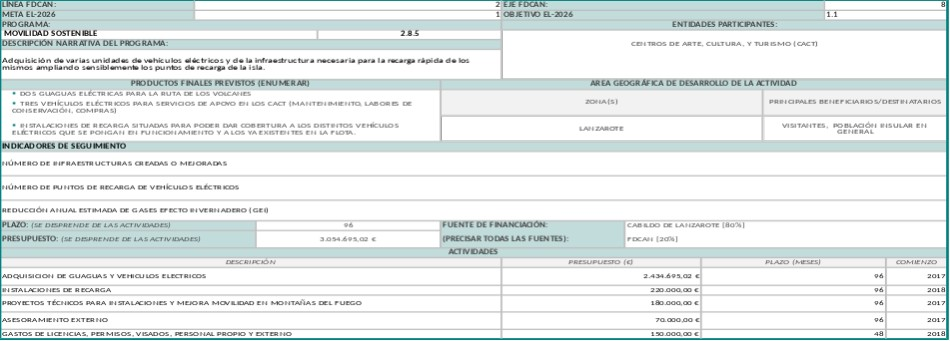 LÍNEA FDCAN: 2 EJE FDCAN: 8
META EL-2026 1 OBJETIVO EL-2026 1.1
PROGRAMA: ENTIDADES PARTICIPANTES:
MOVILIDAD SOSTENIBLE 2.8.5
DESCRIPCIÓN NARRATIVA DEL PROGRAMA: CENTROS DE ARTE, CULTURA, Y TURISMO (CACT)
Adquisición de varias unidades de vehículos eléctricos y de la infraestructura necesaria para la recarga rápida de los
mismos ampliando sensiblemente los puntos de recarga de la isla.
PRODUCTOS FINALES PREVISTOS (ENUMERAR) AREA GEOGRÁFICA DE DESARROLLO DE LA ACTIVIDAD
• DOS GUAGUAS ELÉCTRICAS PARA LA RUTA DE LOS VOLCANES
• TRES VEHÍCULOS ELÉCTRICOS PARA SERVICIOS DE APOYO EN LOS CACT (MANTENIMIENTO, LABORES DE
CONSERVACIÓN, COMPRAS)
ZONA(S) PRINCIPALES BENEFICIARIOS/DESTINATARIOS
• INSTALACIONES DE RECARGA SITUADAS PARA PODER DAR COBERTURA A LOS DISTINTOS VEHÍCULOS
ELÉCTRICOS QUE SE PONGAN EN FUNCIONAMIENTO Y A LOS YA EXISTENTES EN LA FLOTA.
LANZAROTE VISITANTES, POBLACIÓN INSULAR EN
GENERAL
INDICADORES DE SEGUIMIENTO
NÚMERO DE INFRAESTRUCTURAS CREADAS O MEJORADAS
NÚMERO DE PUNTOS DE RECARGA DE VEHÍCULOS ELÉCTRICOS
REDUCCIÓN ANUAL ESTIMADA DE GASES EFECTO INVERNADERO (GEI)
PLAZO: (SE DESPRENDE DE LAS ACTIVIDADES) 96 FUENTE DE FINANCIACIÓN: CABILDO DE LANZAROTE (80%)
PRESUPUESTO: (SE DESPRENDE DE LAS ACTIVIDADES) 3.054.695,02 € (PRECISAR TODAS LAS FUENTES): FDCAN (20%)
ACTIVIDADES
DESCRIPCIÓN PRESUPUESTO (€) PLAZO (MESES) COMIENZO
ADQUISICION DE GUAGUAS Y VEHICULOS ELECTRICOS 2.434.695,02 € 96 2017
INSTALACIONES DE RECARGA 220.000,00 € 96 2018
PROYECTOS TÉCNICOS PARA INSTALACIONES Y MEJORA MOVILIDAD EN MONTAÑAS DEL FUEGO 180.000,00 € 96 2017
ASESORAMIENTO EXTERNO 70.000,00 € 96 2017
GASTOS DE LICENCIAS, PERMISOS, VISADOS, PERSONAL PROPIO Y EXTERNO 150.000,00 € 48 2018